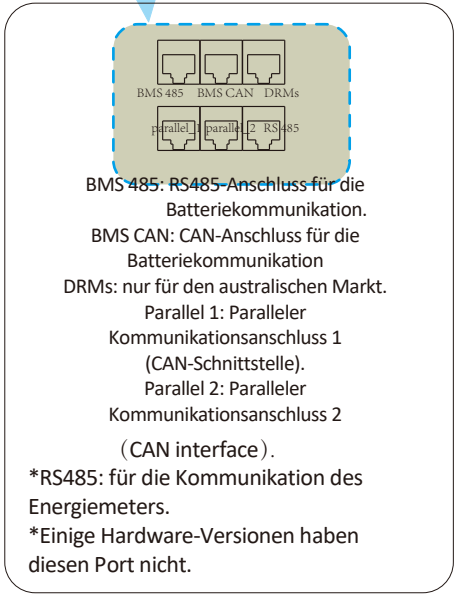 BMS 485 BMS CAN DRMs
parallel_1 parallel_2 RS485
BMS 485: RS485-Anschluss für die
Batteriekommunikation.
BMS CAN: CAN-Anschluss für die
Batteriekommunikation
DRMs: nur für den australischen Markt.
Parallel 1: Paralleler
Kommunikationsanschluss 1
(CAN-Schnittstelle).
Parallel 2: Paralleler
Kommunikationsanschluss 2
（CAN interface）.
*RS485: für die Kommunikation des
Energiemeters.
*Einige Hardware-Versionen haben
diesen Port nicht.